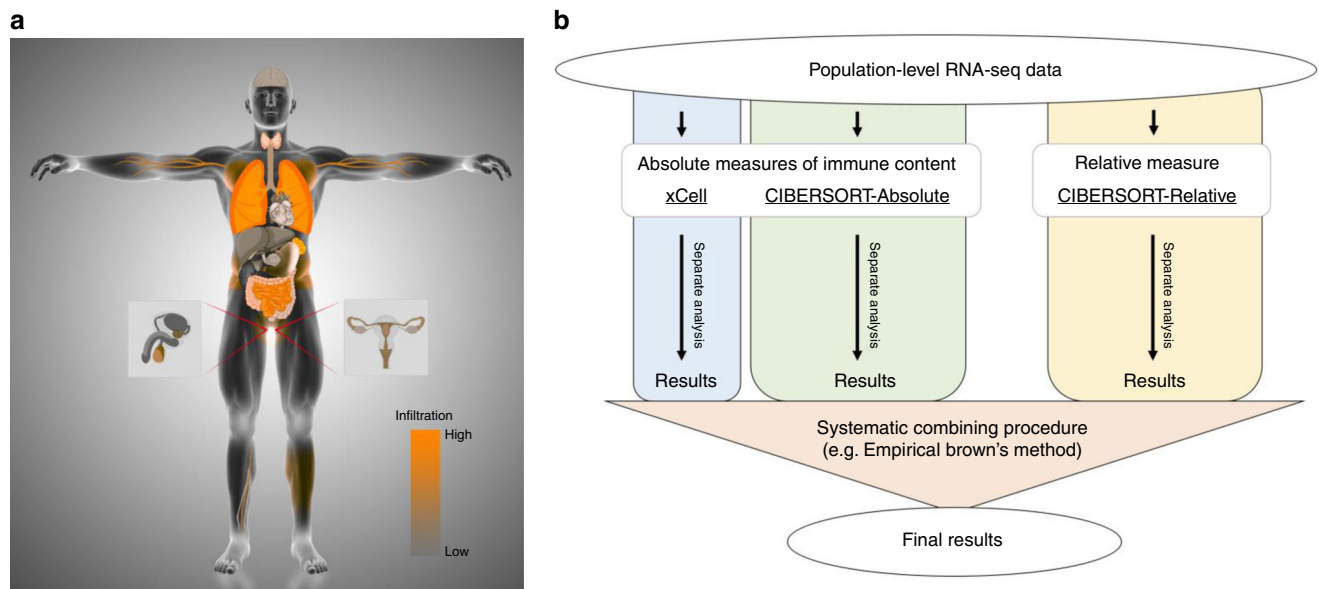 a
Infiltration
High
Low
b
Population-level RNA-seq data
Absolute measures of immune content
xCell
CIBERSORT-Absolute
Relative measure
CIBERSORT-Relative
Separate analysis
Separate analysis
Separate analysis
Results
Results
Results
Systematic combining procedure
(e.g. Empirical brown's method)
Final results